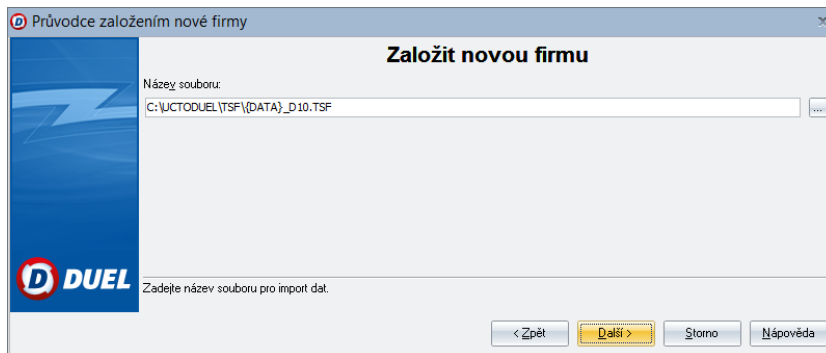 Průvodce založením nové firmy
Založit novou firmu
Název souboru:
C:\UCTODUEL\TSF\{DATA}_D10.TSF
...
DUEL
Zadejte název souboru pro import dat.
< Zpět
Další >
Storno
Nápověda